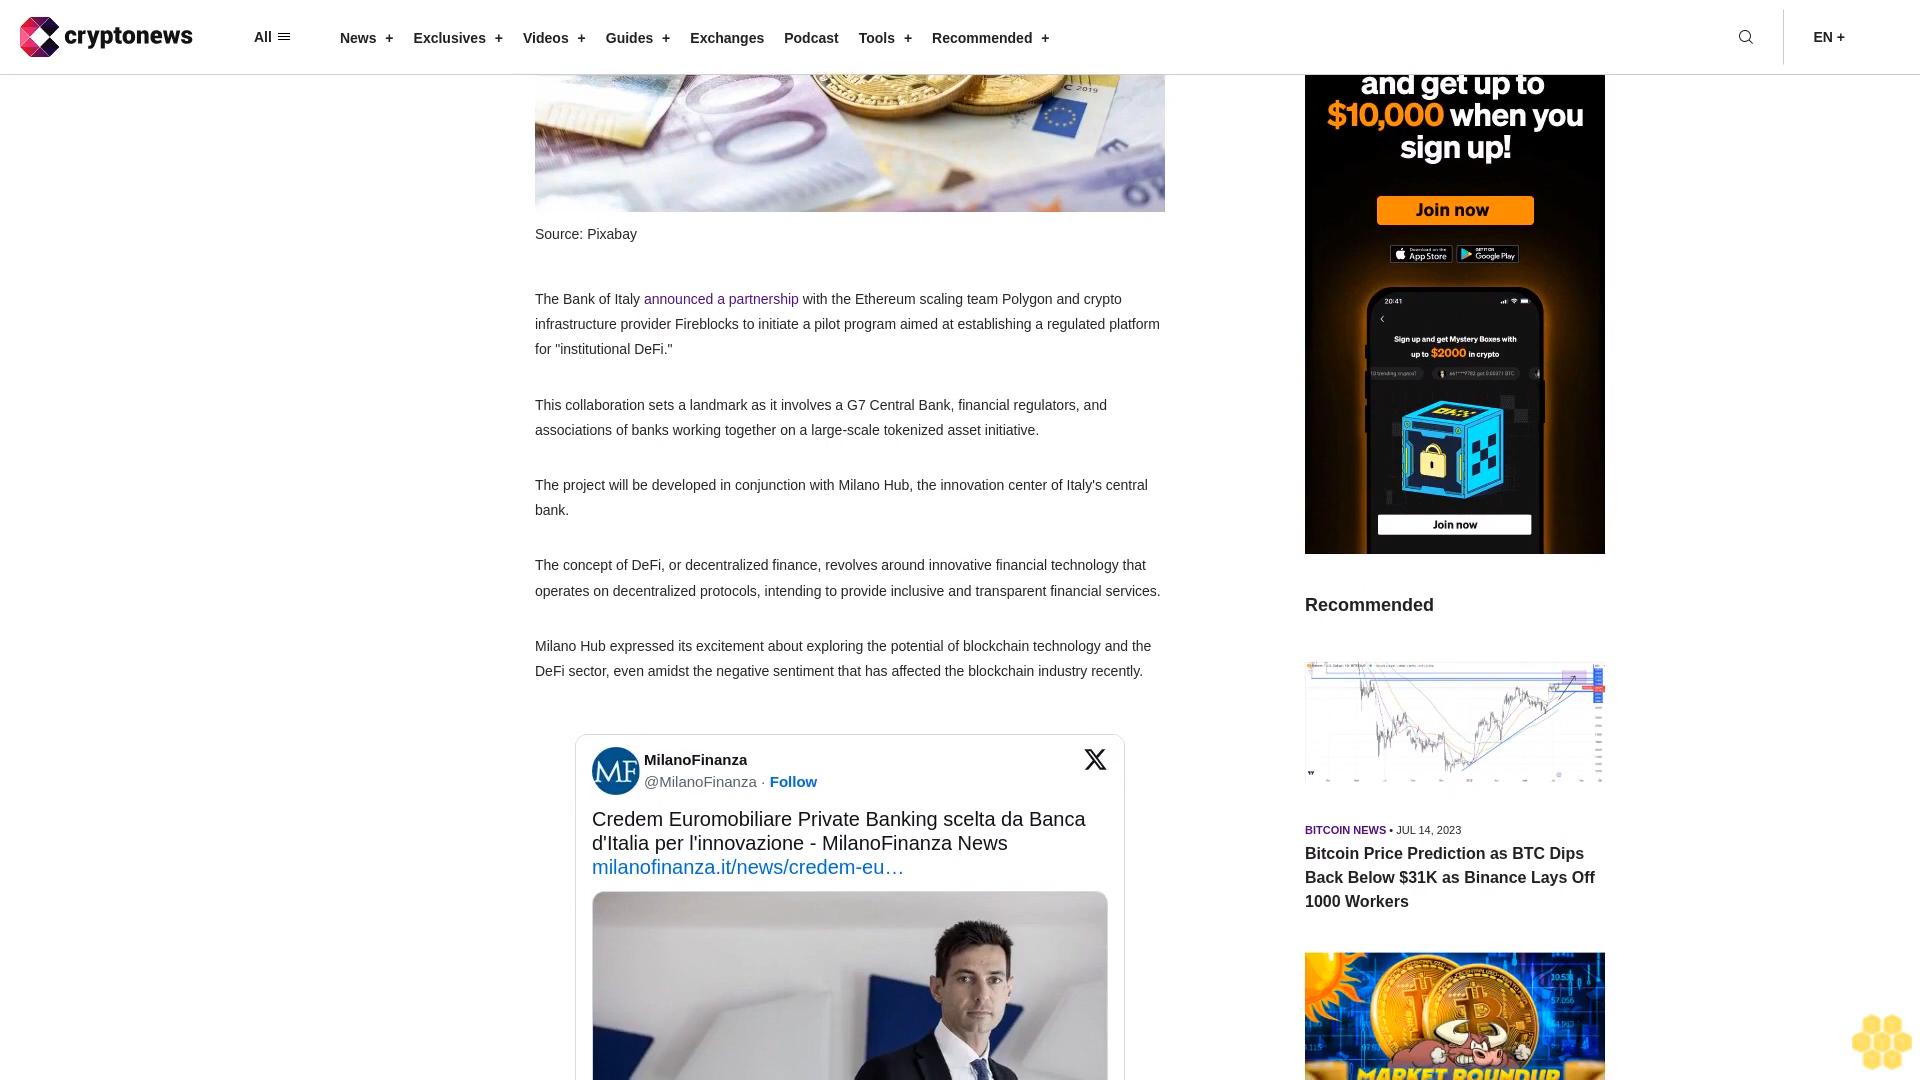 cryptonews
All
News + Exclusives + Videos + Guides + Exchanges Podcast Tools + Recommended +
EN +
2019
Source: Pixabay
The Bank of Italy announced a partnership with the Ethereum scaling team Polygon and crypto
infrastructure provider Fireblocks to initiate a pilot program aimed at establishing a regulated platform
for "institutional DeFi."
This collaboration sets a landmark as it involves a G7 Central Bank, financial regulators, and
associations of banks working together on a large-scale tokenized asset initiative.
The project will be developed in conjunction with Milano Hub, the innovation center of Italy's central
bank.
The concept of DeFi, or decentralized finance, revolves around innovative financial technology that
operates on decentralized protocols, intending to provide inclusive and transparent financial services.
Milano Hub expressed its excitement about exploring the potential of blockchain technology and the
DeFi sector, even amidst the negative sentiment that has affected the blockchain industry recently.
MF
MilanoFinanza
@MilanoFinanza · Follow
Credem Euromobiliare Private Banking scelta da Banca
d'Italia per l'innovazione - MilanoFinanza News
milanofinanza.it/news/credem-eu…
and get up to
$10,000 when you
sign up!
Join now
Download on the
App Store
GET IT ON
Google Play
20:41
Sign up and get Mystery Boxes with
up to $2000 in crypto
OKX
Join now
Recommended
BITCOIN NEWS • JUL 14, 2023
Bitcoin Price Prediction as BTC Dips
Back Below $31K as Binance Lays Off
1000 Workers
MARKET ROUNDUP